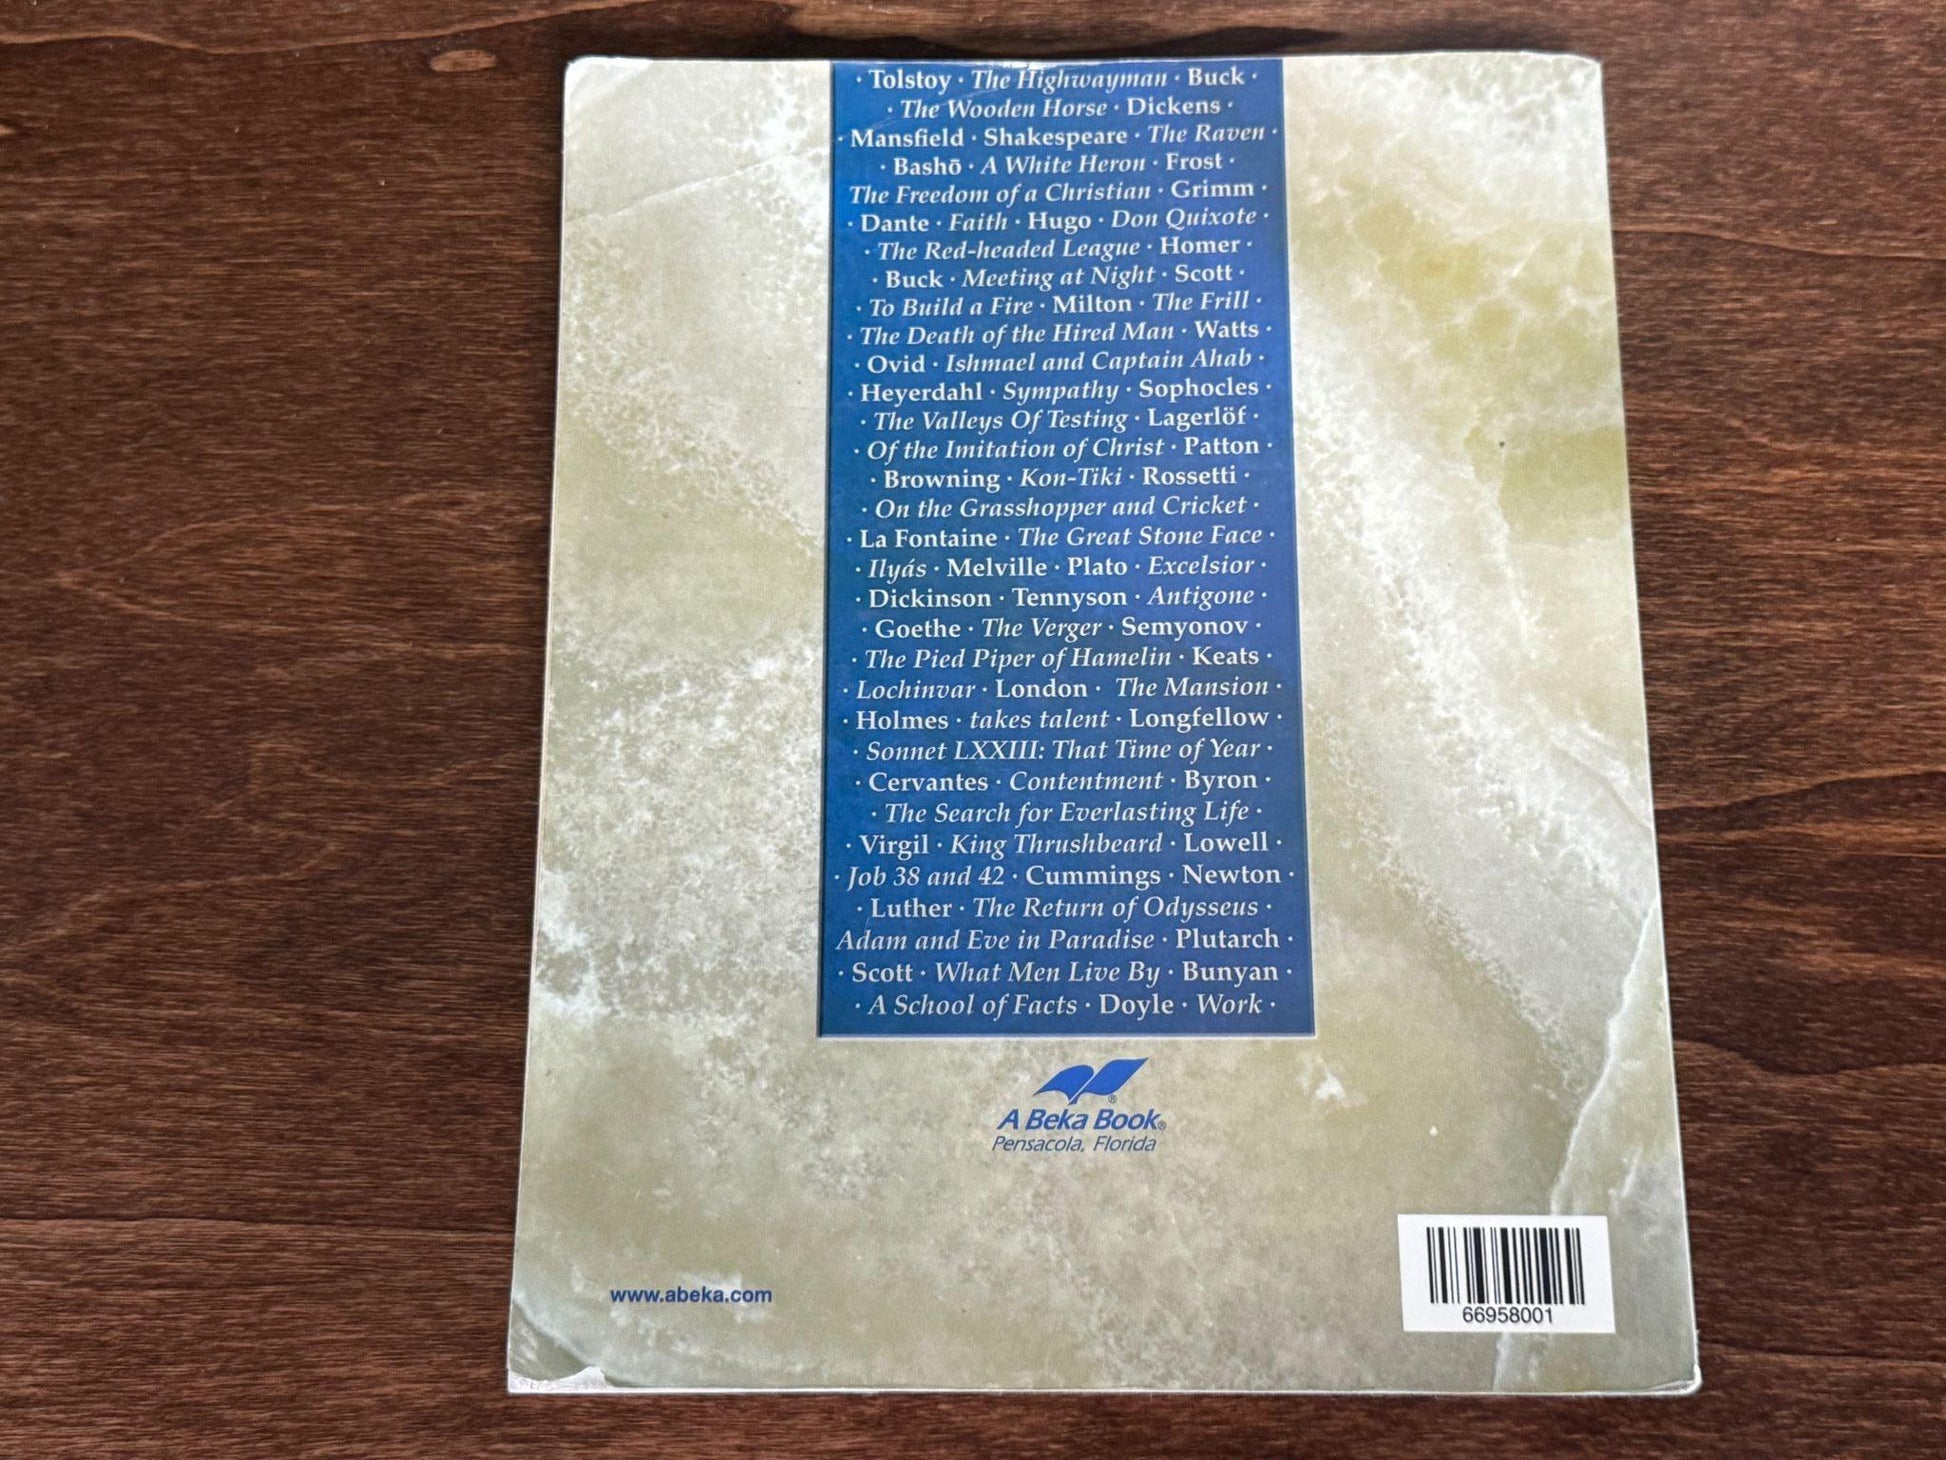 · Tolstoy · The Highwayman · Buck ·
· The Wooden Horse · Dickens ·
· Mansfield · Shakespeare · The Raven ·
· Bashō · A White Heron · Frost ·
The Freedom of a Christian · Grimm ·
· Dante · Faith · Hugo · Don Quixote ·
· The Red-headed League · Homer ·
· Buck · Meeting at Night · Scott ·
· To Build a Fire · Milton · The Frill ·
· The Death of the Hired Man · Watts ·
· Ovid · Ishmael and Captain Ahab ·
· Heyerdahl · Sympathy · Sophocles ·
· The Valleys Of Testing · Lagerlöf ·
· Of the Imitation of Christ · Patton ·
· Browning · Kon-Tiki · Rossetti ·
· On the Grasshopper and Cricket ·
· La Fontaine · The Great Stone Face ·
· Ilyás · Melville · Plato · Excelsior ·
· Dickinson · Tennyson · Antigone ·
· Goethe · The Verger · Semyonov ·
· The Pied Piper of Hamelin · Keats ·
· Lochinvar · London · The Mansion ·
· Holmes · takes talent · Longfellow ·
· Sonnet LXXIII: That Time of Year ·
· Cervantes · Contentment · Byron ·
· The Search for Everlasting Life ·
· Virgil · King Thrushbeard · Lowell ·
· Job 38 and 42 · Cummings · Newton ·
· Luther · The Return of Odysseus ·
Adam and Eve in Paradise · Plutarch ·
· Scott · What Men Live By · Bunyan ·
· A School of Facts · Doyle · Work ·
®
A Beka Book®
Pensacola, Florida
www.abeka.com
66958001